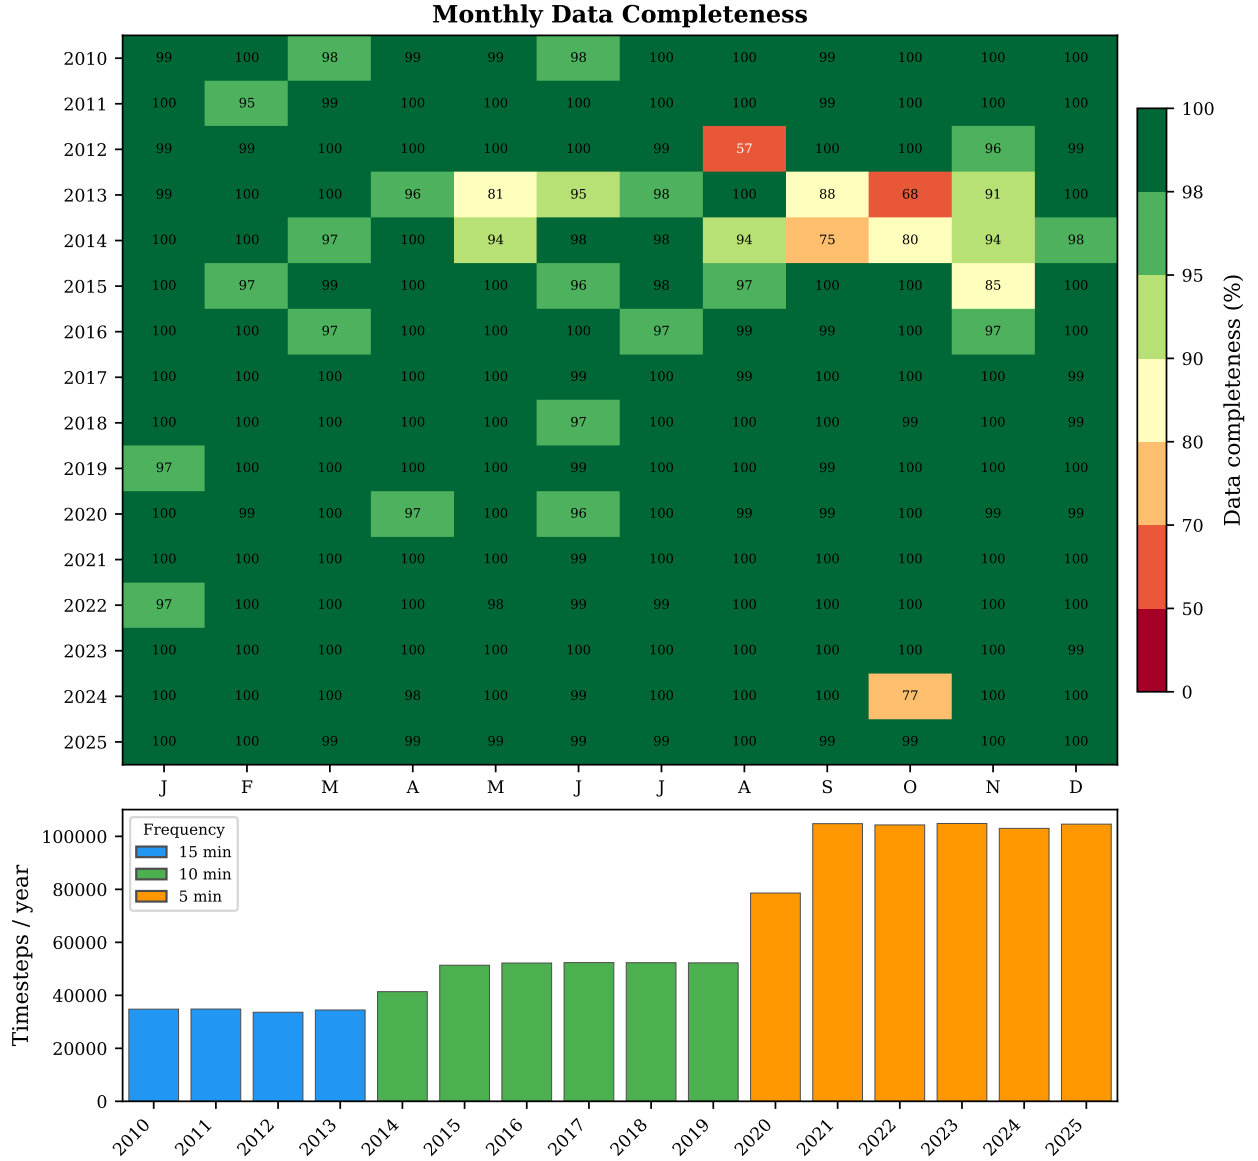 Monthly Data Completeness
2010 99 100 98 99 99 98 100 100 99 100 100 100
2011 100 95 99 100 100 100 100 100 99 100 100 100
2012 99 99 100 100 100 100 99 57 100 100 96 99
2013 99 100 100 96 81 95 98 100 88 68 91 100
2014 100 100 97 100 94 98 98 94 75 80 94 98
2015 100 97 99 100 100 96 98 97 100 100 85 100
2016 100 100 97 100 100 100 97 99 99 100 97 100
2017 100 100 100 100 100 99 100 99 100 100 100 99
2018 100 100 100 100 100 97 100 100 100 99 100 99
2019 97 100 100 100 100 99 100 100 99 100 100 100
2020 100 99 100 97 100 96 100 99 99 100 99 99
2021 100 100 100 100 100 99 100 100 100 100 100 100
2022 97 100 100 100 98 99 99 100 100 100 100 100
2023 100 100 100 100 100 100 100 100 100 100 100 99
2024 100 100 100 98 100 99 100 100 100 77 100 100
2025 100 100 99 99 99 99 99 100 99 99 100 100
J F M A M J J A S O N D
100
98
95
90
80
70
50
0
Data completeness (%)
Timesteps / year
100000
80000
60000
40000
20000
0
Frequency
15 min
10 min
5 min
2010 2011 2012 2013 2014 2015 2016 2017 2018 2019 2020 2021 2022 2023 2024 2025